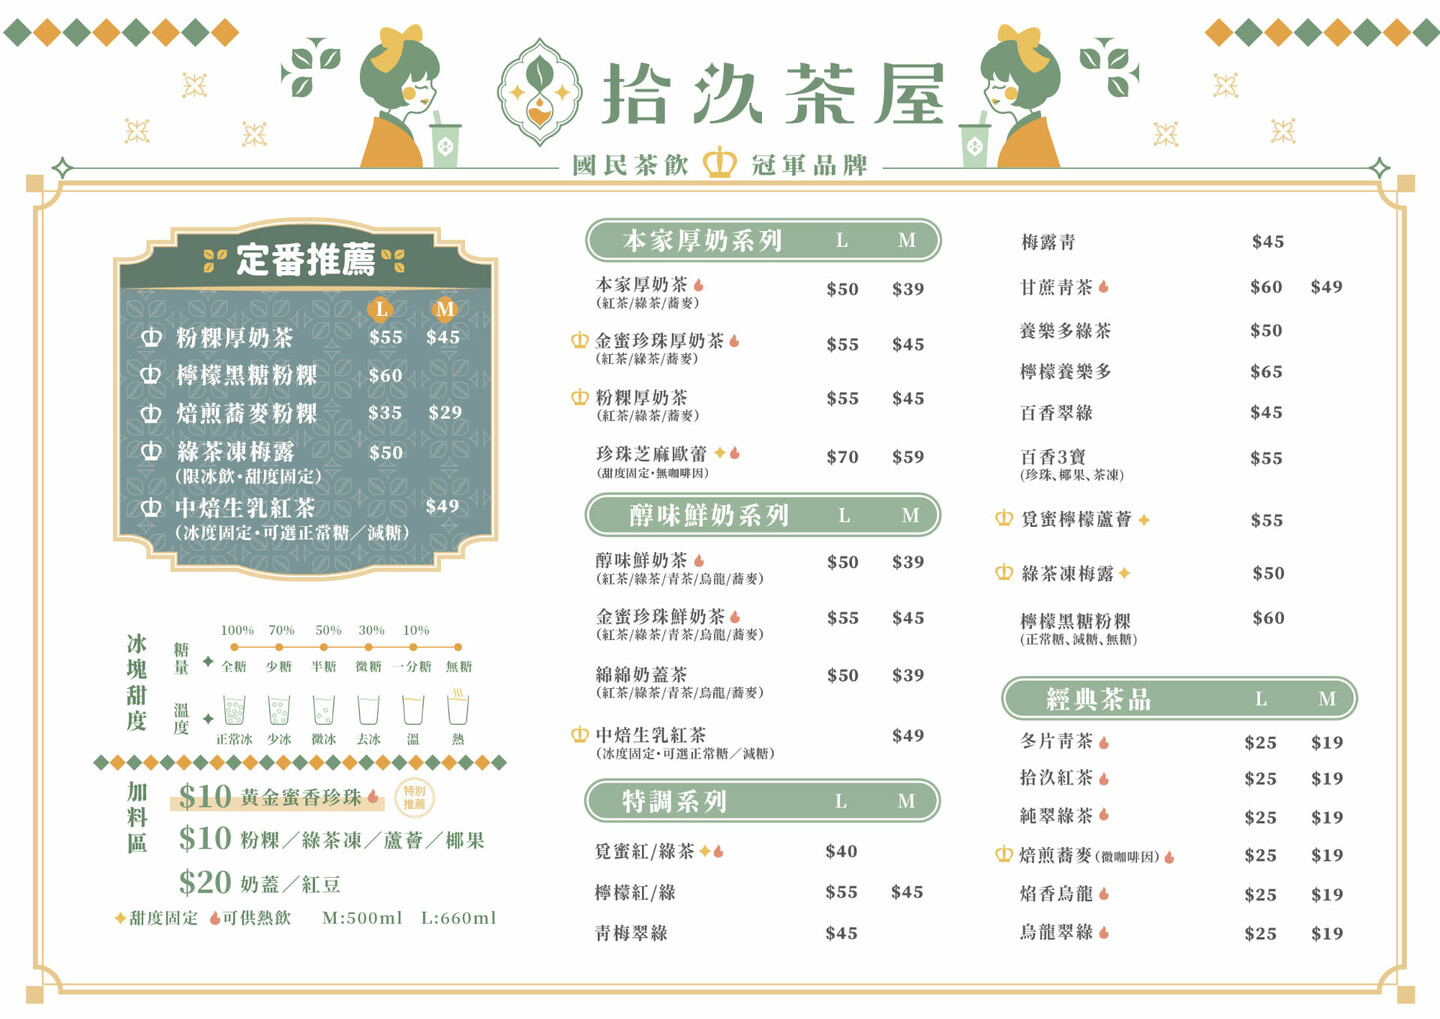 拾汣茶屋
國民茶飲 冠軍品牌
定番推薦
L M
粉粿厚奶茶 $55 $45
檸檬黑糖粉粿 $60
焙煎蕎麥粉粿 $35 $29
綠茶凍梅露 $50
(限冰飲・甜度固定)
中焙生乳紅茶 $49
(冰度固定・可選正常糖／減糖)
冰塊甜度
糖量
100% 70% 50% 30% 10%
全糖 少糖 半糖 微糖 一分糖 無糖
溫度
正常冰 少冰 微冰 去冰 溫 熱
加料區
$10 黃金蜜香珍珠
特別
推薦
$10 粉粿／綠茶凍／蘆薈／椰果
$20 奶蓋／紅豆
甜度固定 可供熱飲 M:500ml L:660ml
本家厚奶系列 L M
本家厚奶茶 $50 $39
(紅茶/綠茶/蕎麥)
金蜜珍珠厚奶茶 $55 $45
(紅茶/綠茶/蕎麥)
粉粿厚奶茶 $55 $45
(紅茶/綠茶/蕎麥)
珍珠芝麻歐蕾 $70 $59
(甜度固定・無咖啡因)
醇味鮮奶系列 L M
醇味鮮奶茶 $50 $39
(紅茶/綠茶/青茶/烏龍/蕎麥)
金蜜珍珠鮮奶茶 $55 $45
(紅茶/綠茶/青茶/烏龍/蕎麥)
綿綿奶蓋茶 $50 $39
(紅茶/綠茶/青茶/烏龍/蕎麥)
中焙生乳紅茶 $49
(冰度固定・可選正常糖／減糖)
特調系列 L M
覓蜜紅/綠茶 $40
檸檬紅/綠 $55 $45
青梅翠綠 $45
梅露青 $45
甘蔗青茶 $60 $49
養樂多綠茶 $50
檸檬養樂多 $65
百香翠綠 $45
百香3寶 $55
(珍珠、椰果、茶凍)
覓蜜檸檬蘆薈 $55
綠茶凍梅露 $50
檸檬黑糖粉粿 $60
(正常糖、減糖、無糖)
經典茶品 L M
冬片青茶 $25 $19
拾汣紅茶 $25 $19
純翠綠茶 $25 $19
焙煎蕎麥(微咖啡因) $25 $19
焰香烏龍 $25 $19
烏龍翠綠 $25 $19